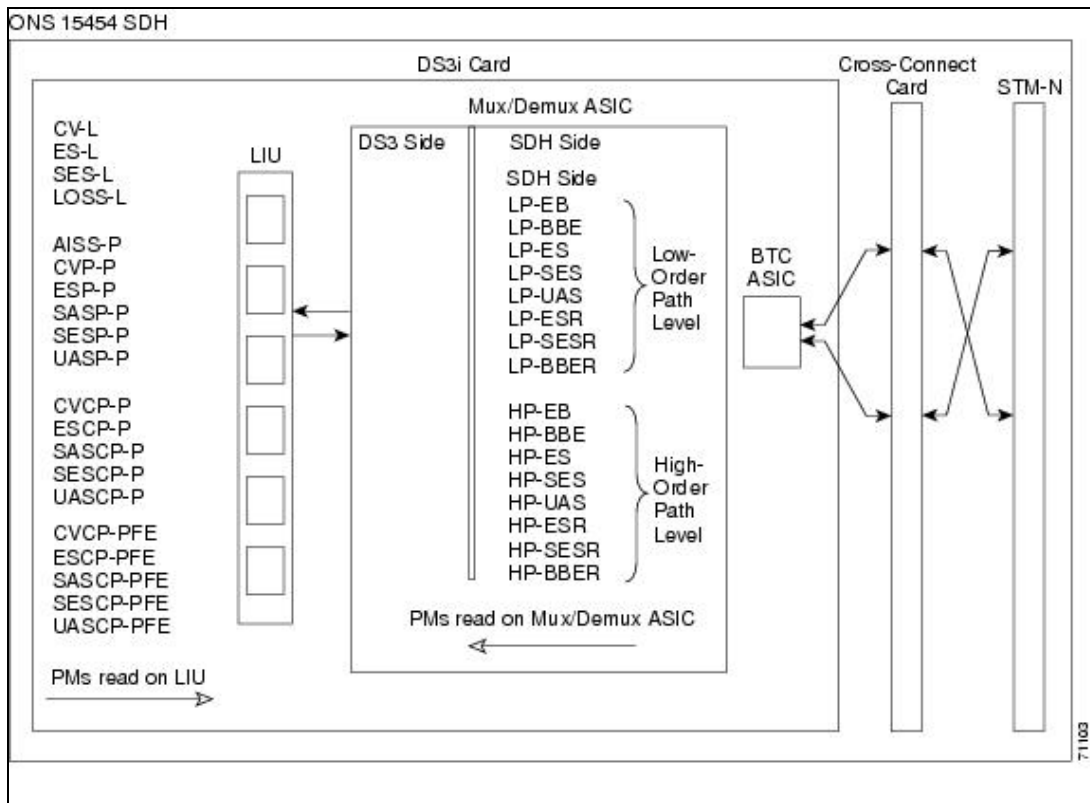 ONS 15454 SDH
DS3i Card
Cross-Connect
Card
STM-N
Mux/Demux ASIC
CV-L
ES-L
SES-L
LOSS-L
AISS-P
CVP-P
ESP-P
SASP-P
SESP-P
UASP-P
CVCP-P
ESCP-P
SASCP-P
SESCP-P
UASCP-P
CVCP-PFE
ESCP-PFE
SASCP-PFE
SESCP-PFE
UASCP-PFE
PMs read on LIU
LIU
DS3 Side
SDH Side
SDH Side
LP-EB
LP-BBE
LP-ES
LP-SES
LP-UAS
LP-ESR
LP-SESR
LP-BBER
Low-
Order
Path
Level
HP-EB
HP-BBE
HP-ES
HP-SES
HP-UAS
HP-ESR
HP-SESR
HP-BBER
High-
Order
Path
Level
PMs read on Mux/Demux ASIC
BTC
ASIC
71103